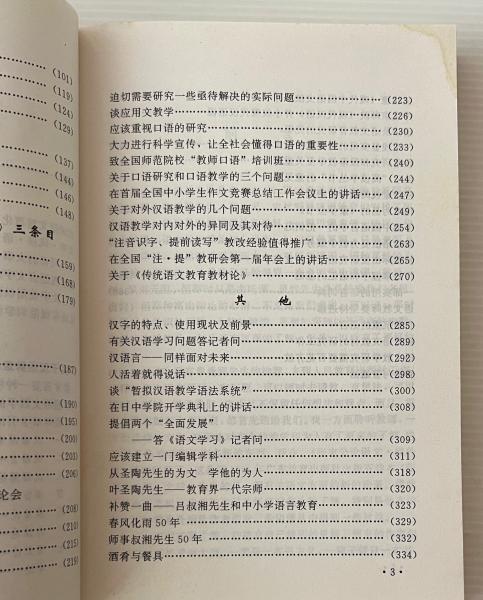 (101)
(119)
(124)
(129)
(137)
(144)
(146)
(148)
三条目
(159)
(168)
(179)
(187)
(190)
(195)
(200)
(203)
(206)
论会
(208)
(210)
(215)
(219)
迫切需要研究一些亟待解决的实际问题……(223)
谈应用文教学……(226)
应该重视口语的研究……(230)
大力进行科学宣传、让全社会懂得口语的重要性……(233)
致全国师范院校“教师口语”培训班……(240)
关于口语研究和口语教学的三个问题……(244)
在首届全国中小学生作文竞赛总结工作会议上的讲话……(247)
关于对外汉语教学的几个问题……(249)
汉语教学对内对外的异同及其对待……(254)
“注音识字、提前读写”教改经验值得推广……(263)
在全国“注·提”教研会第一届年会上的讲话……(265)
关于《传统语文教育教材论》……(270)
其 他
汉字的特点、使用现状及前景……(285)
有关汉语学习问题答记者问……(289)
汉语言——同样面对未来……(292)
人活着就得说话……(298)
谈“暂拟汉语教学语法系统”……(300)
在日中学院开学典礼上的讲话……(308)
提倡两个“全面发展”
——答《语文学习》记者问……(309)
应该建立一门编辑学科……(311)
从圣陶先生的为文 学他的为人……(318)
叶圣陶先生——教育界一代宗师……(320)
补赞一曲——吕叔湘先生和中小学语言教育……(323)
春风化雨50年……(329)
师事叔湘先生50年……(332)
酒肴与餐具……(334)
·3·